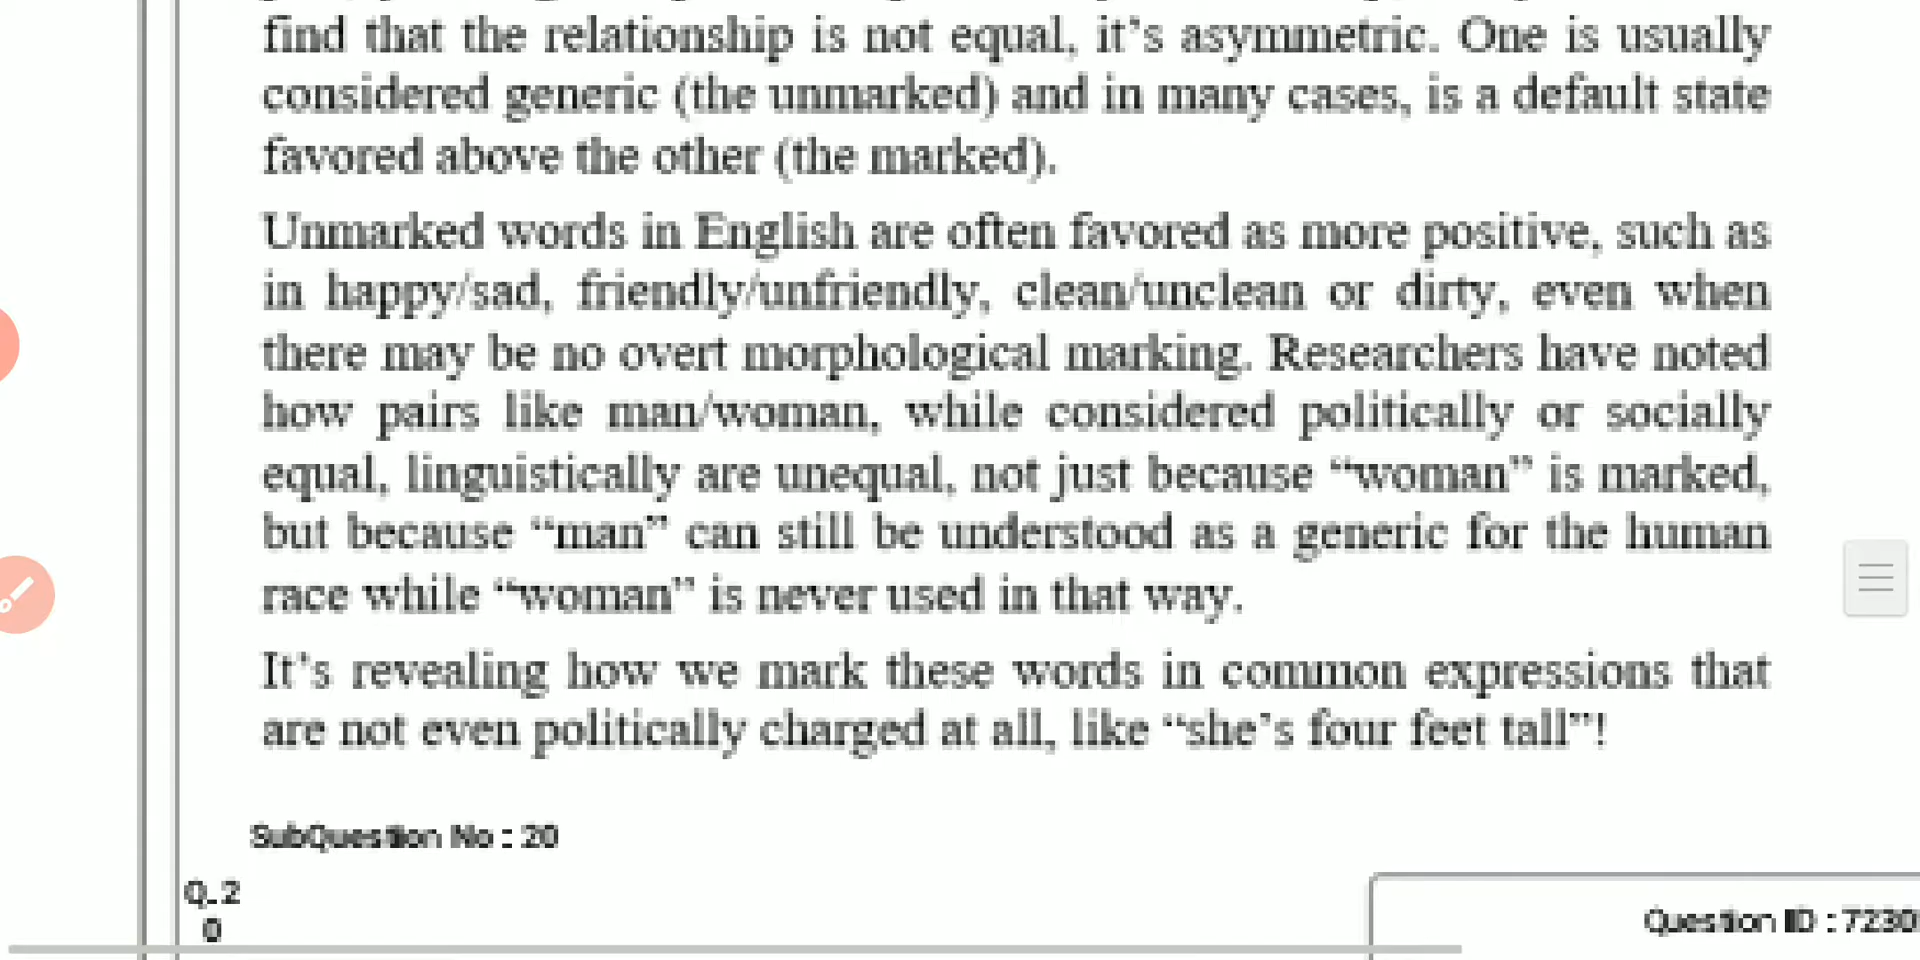 find that the relationship is not equal, it's asymmetric. One is usually
considered generic (the unmarked) and in many cases, is a default state
favored above the other (the marked).
Unmarked words in English are often favored as more positive, such as
in happy/sad, friendly/unfriendly, clean/unclean or dirty, even when
there may be no overt morphological marking. Researchers have noted
how pairs like man/woman, while considered politically or socially
equal, linguistically are unequal, not just because “woman” is marked,
but because “man” can still be understood as a generic for the human
race while “woman” is never used in that way.
It's revealing how we mark these words in common expressions that
are not even politically charged at all, like “she's four feet tall”!
SubQuestion No : 20
Q.2
0
Question ID : 7230